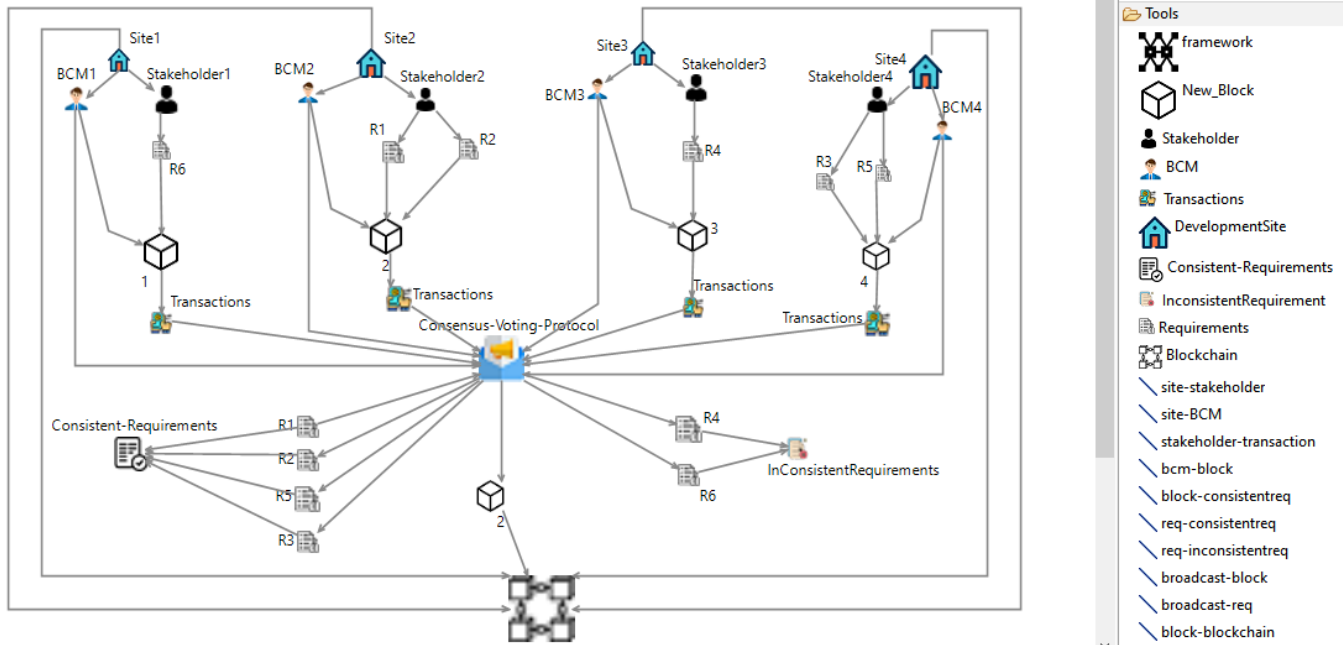 Site1
Site2
Site3
Site4
BCM1
Stakeholder1
BCM2
Stakeholder2
BCM3
Stakeholder3
Stakeholder4
BCM4
R6
R1
R2
R4
R3
R5
1
2
3
4
Transactions
Transactions
Transactions
Transactions
Consensus-Voting-Protocol
Consistent-Requirements
R1
R2
R5
R3
R4
R6
InConsistentRequirements
2
Tools
framework
New_Block
Stakeholder
BCM
Transactions
DevelopmentSite
Consistent-Requirements
InconsistentRequirement
Requirements
Blockchain
site-stakeholder
site-BCM
stakeholder-transaction
bcm-block
block-consistentreq
req-consistentreq
req-inconsistentreq
broadcast-block
broadcast-req
block-blockchain